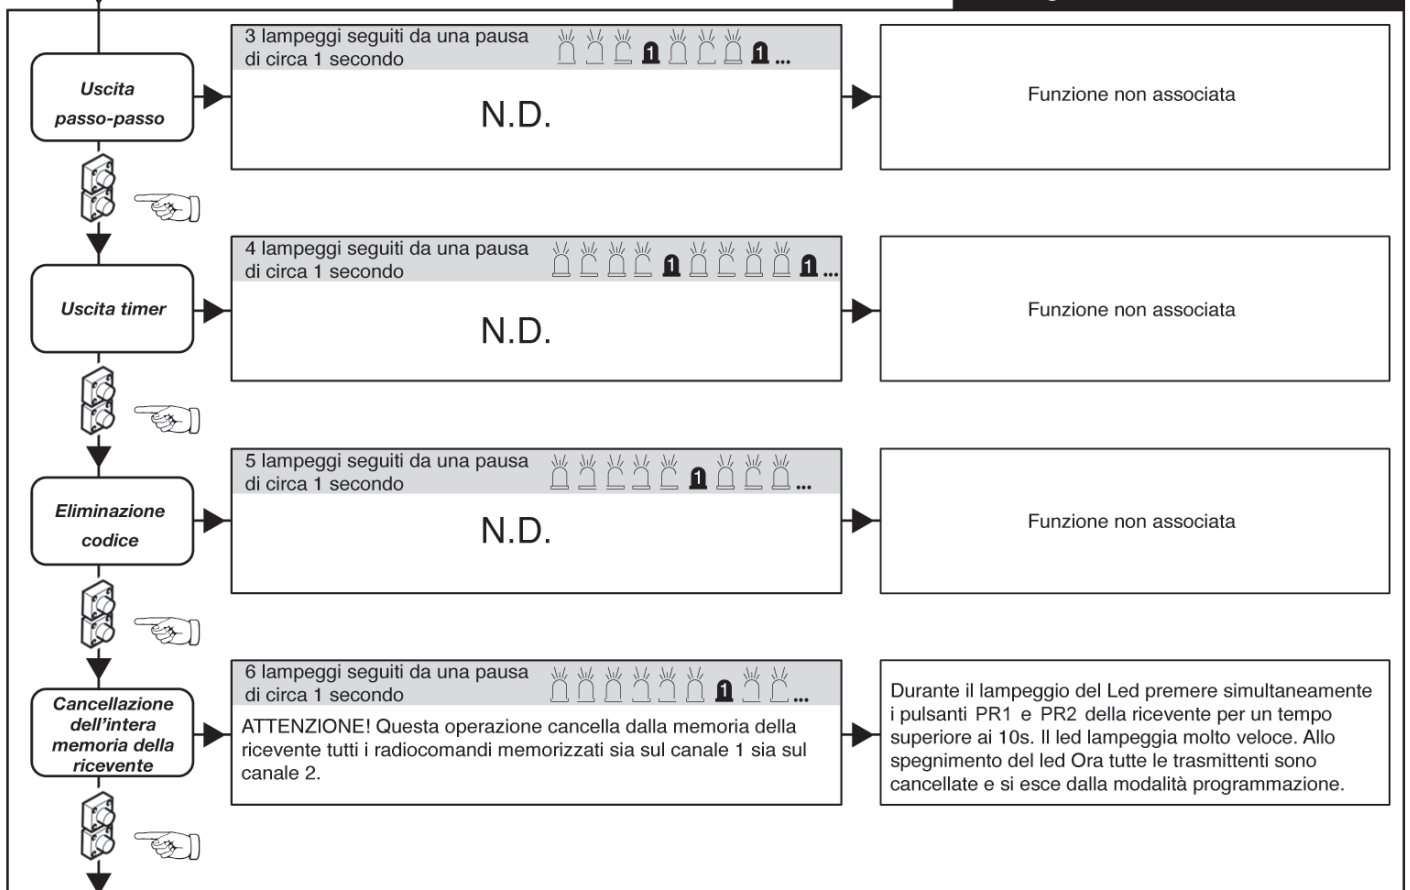 3 lampeggi seguiti da una pausa
di circa 1 secondo
1
1
...
Uscita
passo-passo
N.D.
Funzione non associata
4 lampeggi seguiti da una pausa
di circa 1 secondo
1
1
...
Uscita timer
N.D.
Funzione non associata
5 lampeggi seguiti da una pausa
di circa 1 secondo
1
...
Eliminazione
codice
N.D.
Funzione non associata
6 lampeggi seguiti da una pausa
di circa 1 secondo
1
...
Cancellazione
dell'intera
memoria della
ricevente
ATTENZIONE! Questa operazione cancella dalla memoria della
ricevente tutti i radiocomandi memorizzati sia sul canale 1 sia sul
canale 2.
Durante il lampeggio del Led premere simultaneamente
i pulsanti PR1 e PR2 della ricevente per un tempo
superiore ai 10s. Il led lampeggia molto veloce. Allo
spegnimento del led Ora tutte le trasmittenti sono
cancellate e si esce dalla modalità programmazione.